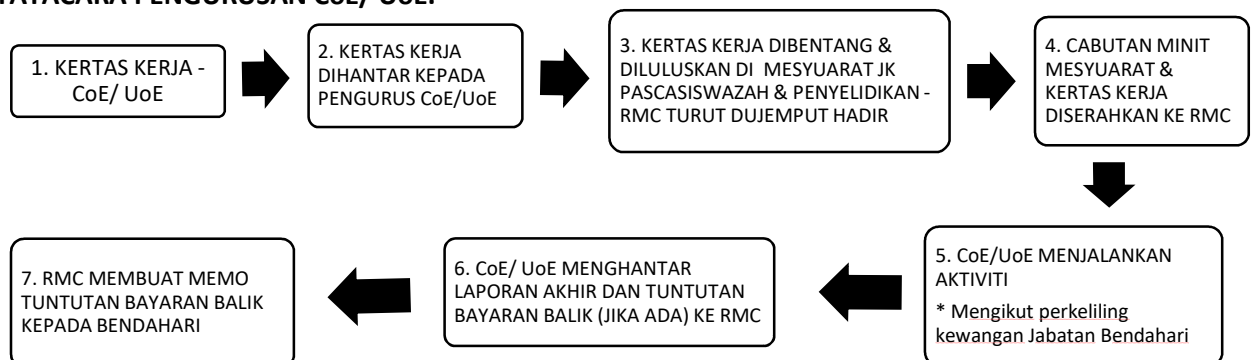 TATACARA PENGURUSAN CoE/ UoE:
1. KERTAS KERJA -
CoE/ UoE
2. KERTAS KERJA
DIHANTAR KEPADA
PENGURUS CoE/UoE
3. KERTAS KERJA DIBENTANG &
DILULUSKAN DI MESYUARAT JK
PASCASISWAZAH & PENYELIDIKAN -
RMC TURUT DUJEMPUT HADIR
4. CABUTAN MINIT
MESYUARAT &
KERTAS KERJA
DISERAHKAN KE RMC
5. CoE/UoE MENJALANKAN
AKTIVITI
* Mengikut perkeliling
kewangan Jabatan Bendahari
6. CoE/ UoE MENGHANTAR
LAPORAN AKHIR DAN TUNTUTAN
BAYARAN BALIK (JIKA ADA) KE RMC
7. RMC MEMBUAT MEMO
TUNTUTAN BAYARAN BALIK
KEPADA BENDAHARI